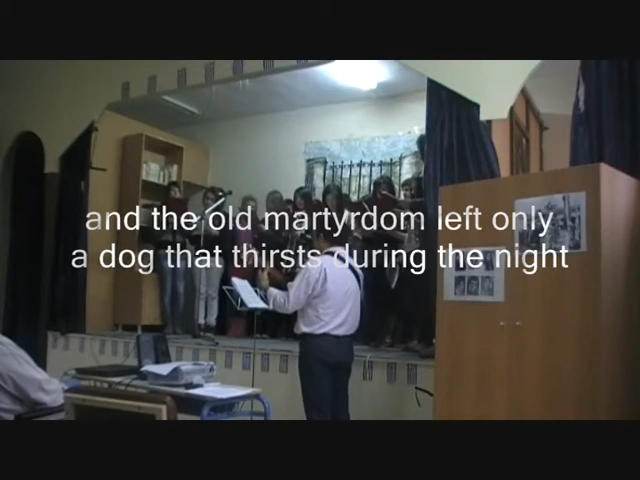 and the old martyrdom left only
a dog that thirsts during the night